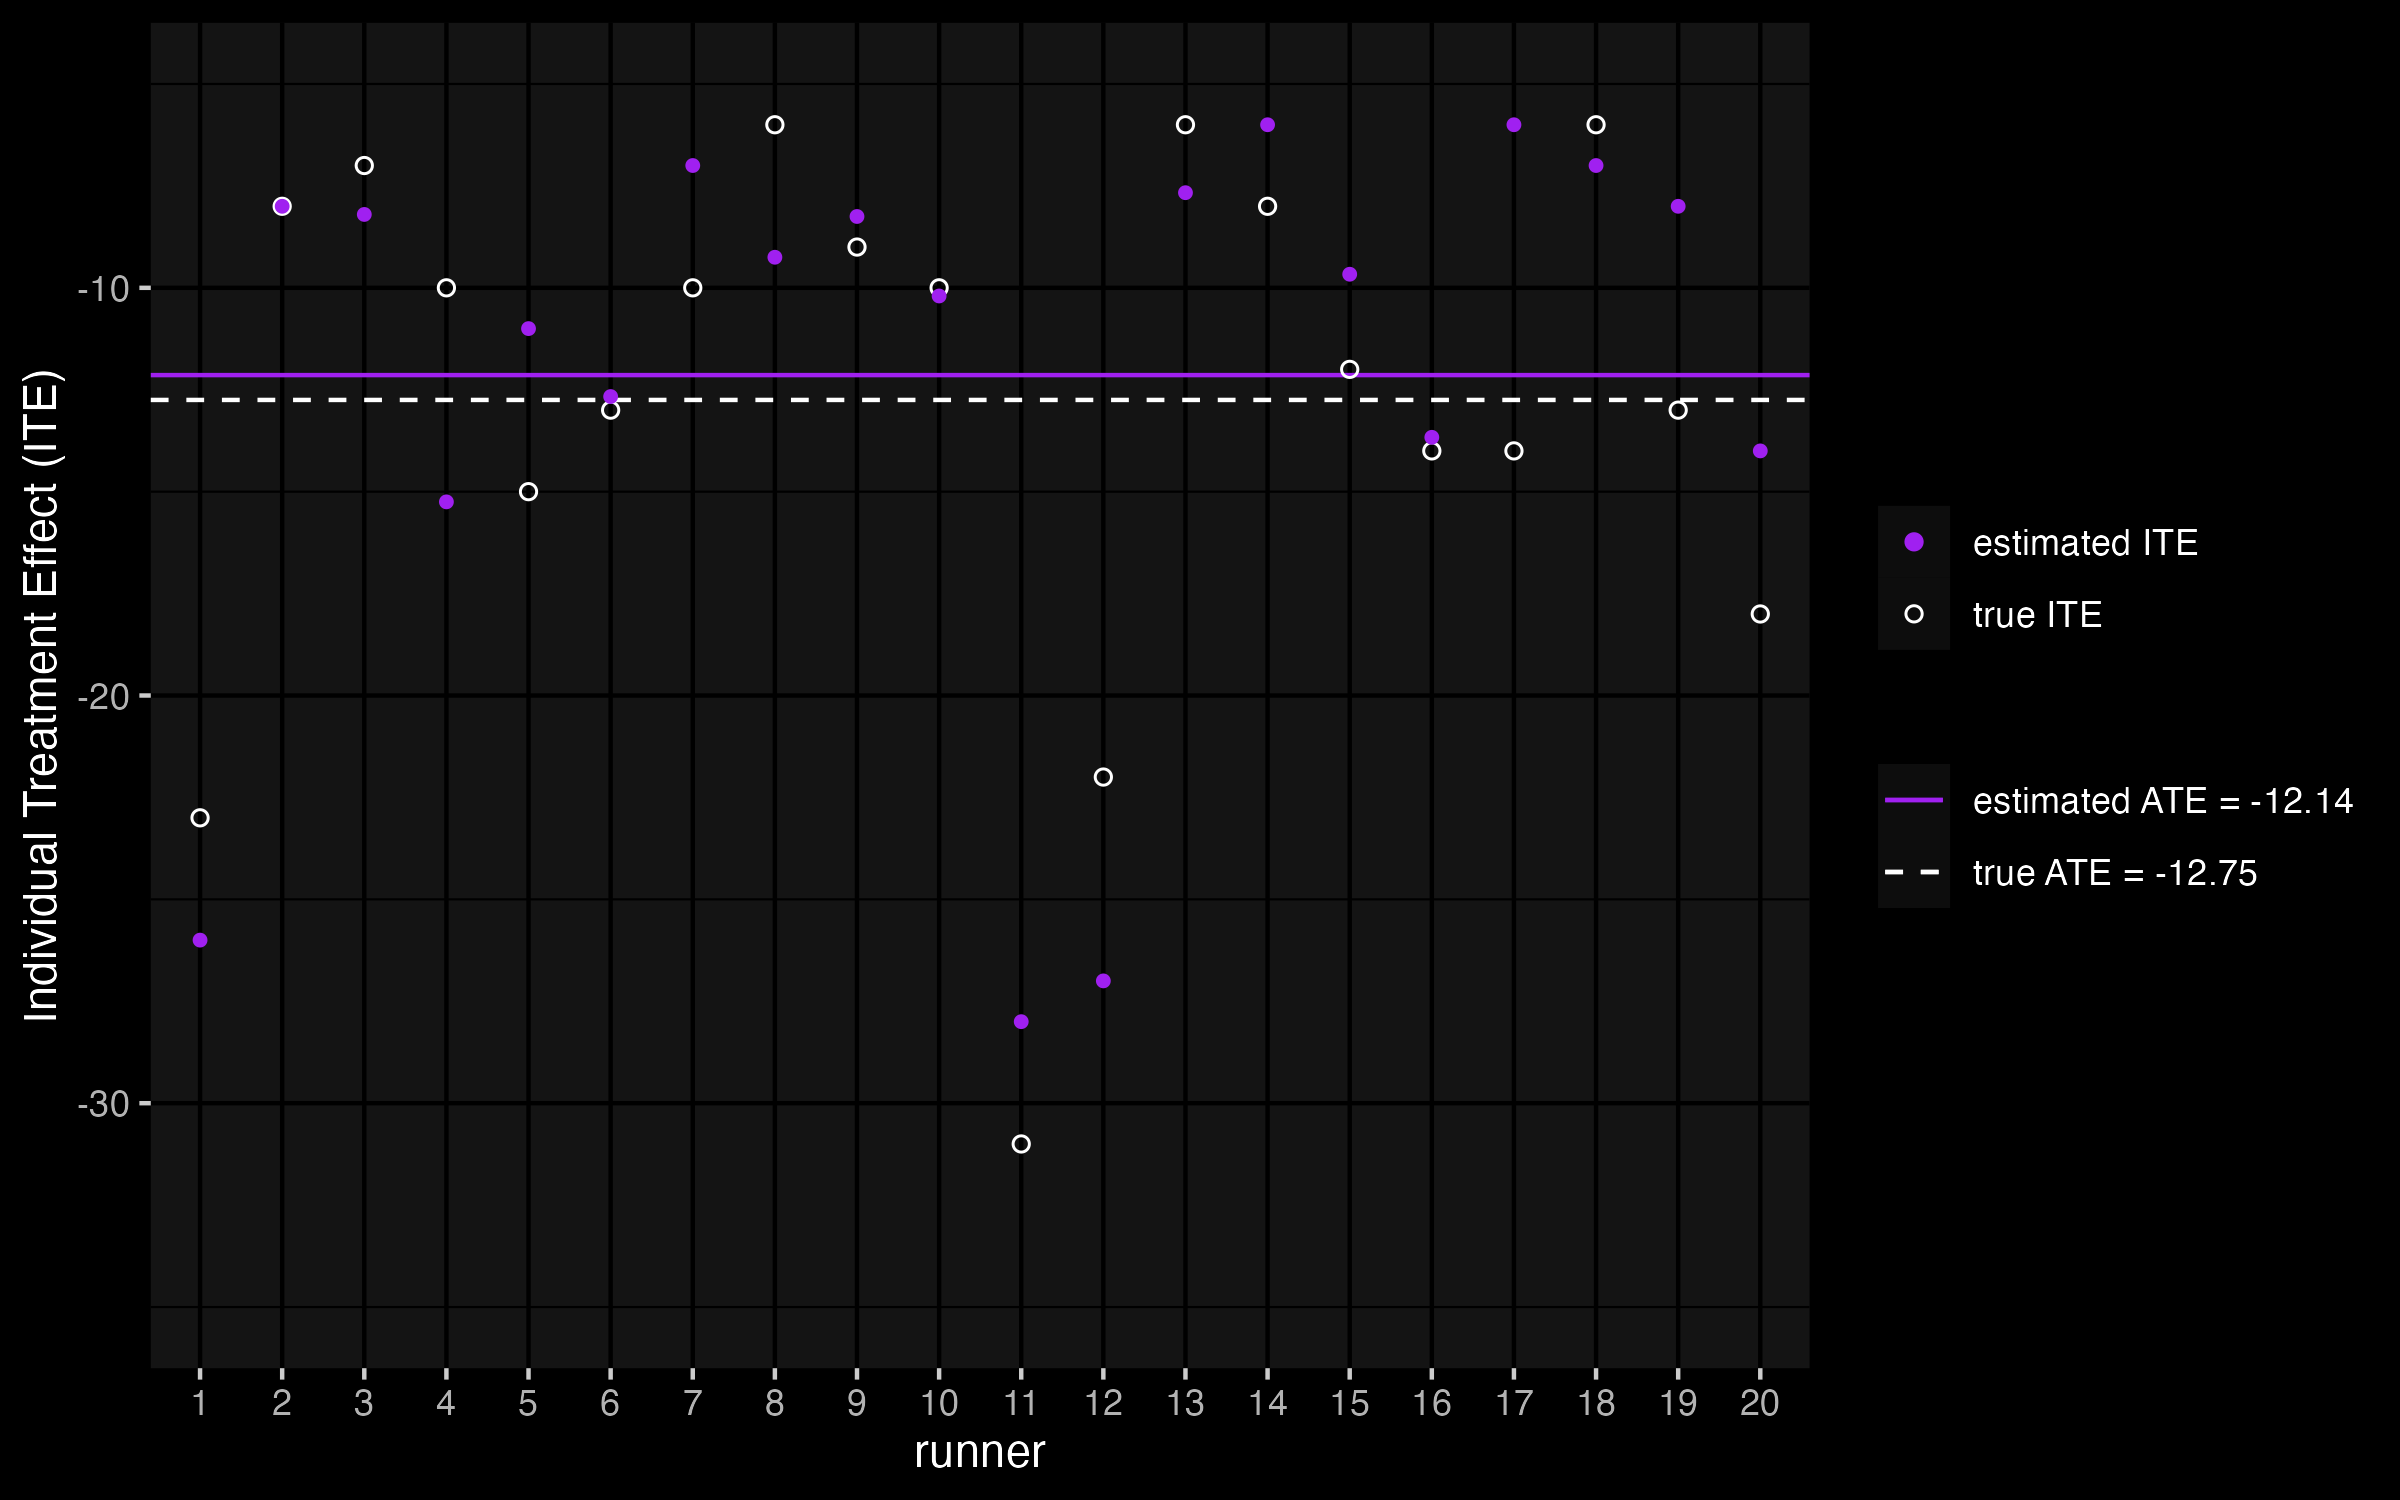 Individual Treatment Effect (ITE)
-10
-20
-30
1 2 3 4 5 6 7 8 9 10 11 12 13 14 15 16 17 18 19 20
runner
estimated ITE
true ITE
estimated ATE = -12.14
true ATE = -12.75